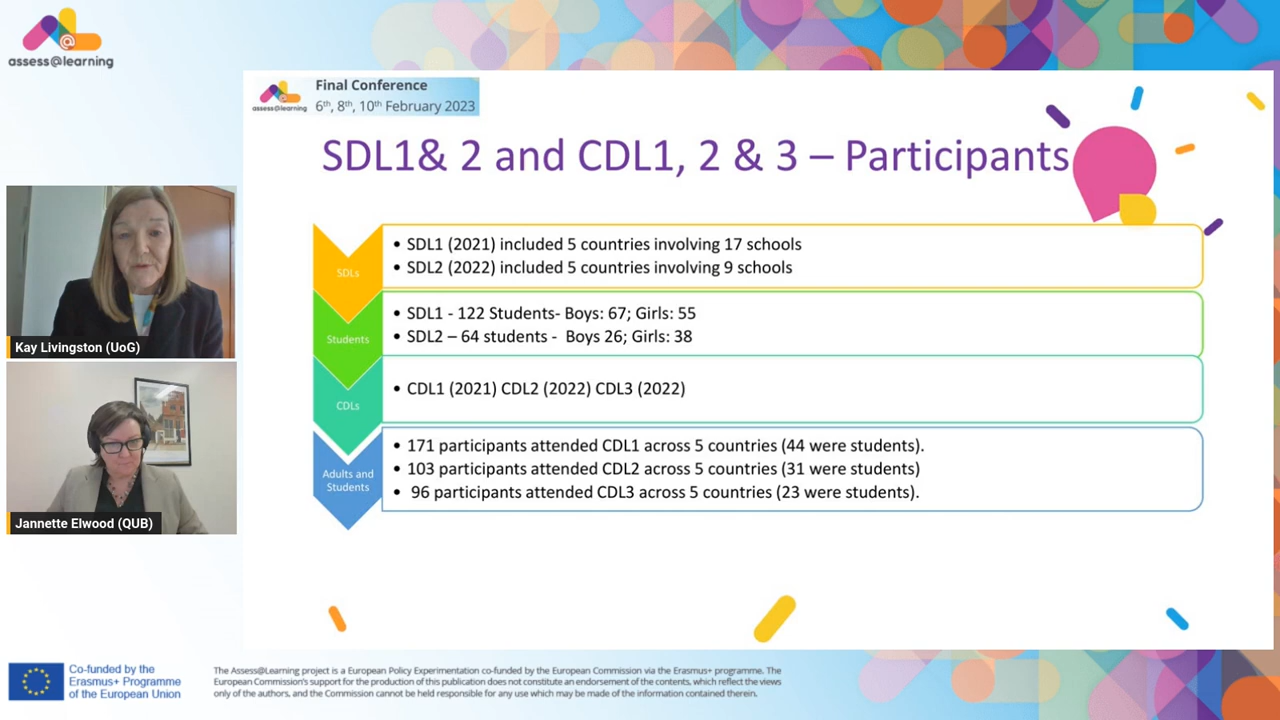 @
assess@learning
@
assess@learning
Final Conference
6th, 8th, 10th February 2023
SDL1& 2 and CDL1, 2 & 3 – Participants
SDLs
• SDL1 (2021) included 5 countries involving 17 schools
• SDL2 (2022) included 5 countries involving 9 schools
Students
• SDL1 - 122 Students- Boys: 67; Girls: 55
• SDL2 – 64 students - Boys 26; Girls: 38
CDLs
• CDL1 (2021) CDL2 (2022) CDL3 (2022)
Adults and
Students
• 171 participants attended CDL1 across 5 countries (44 were students).
• 103 participants attended CDL2 across 5 countries (31 were students)
• 96 participants attended CDL3 across 5 countries (23 were students).
Kay Livingston (UoG)
Jannette Elwood (QUB)
Co-funded by the
Erasmus+ Programme
of the European Union
The Assess@Learning project is a European Policy Experimentation co-funded by the European Commission via the Erasmus+ programme. The
European Commission's support for the production of this publication does not constitute an endorsement of the contents, which reflect the views
only of the authors, and the Commission cannot be held responsible for any use which may be made of the information contained therein.